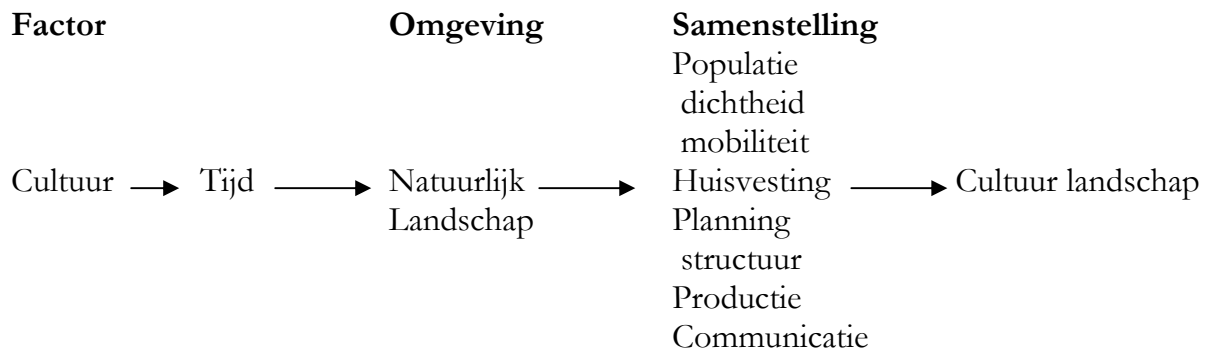 Factor Omgeving Samenstelling
Populatie
dichtheid
mobiliteit
Cultuur Tijd Natuurlijk Huisvesting Cultuur landschap
Landschap Planning
structuur
Productie
Communicatie